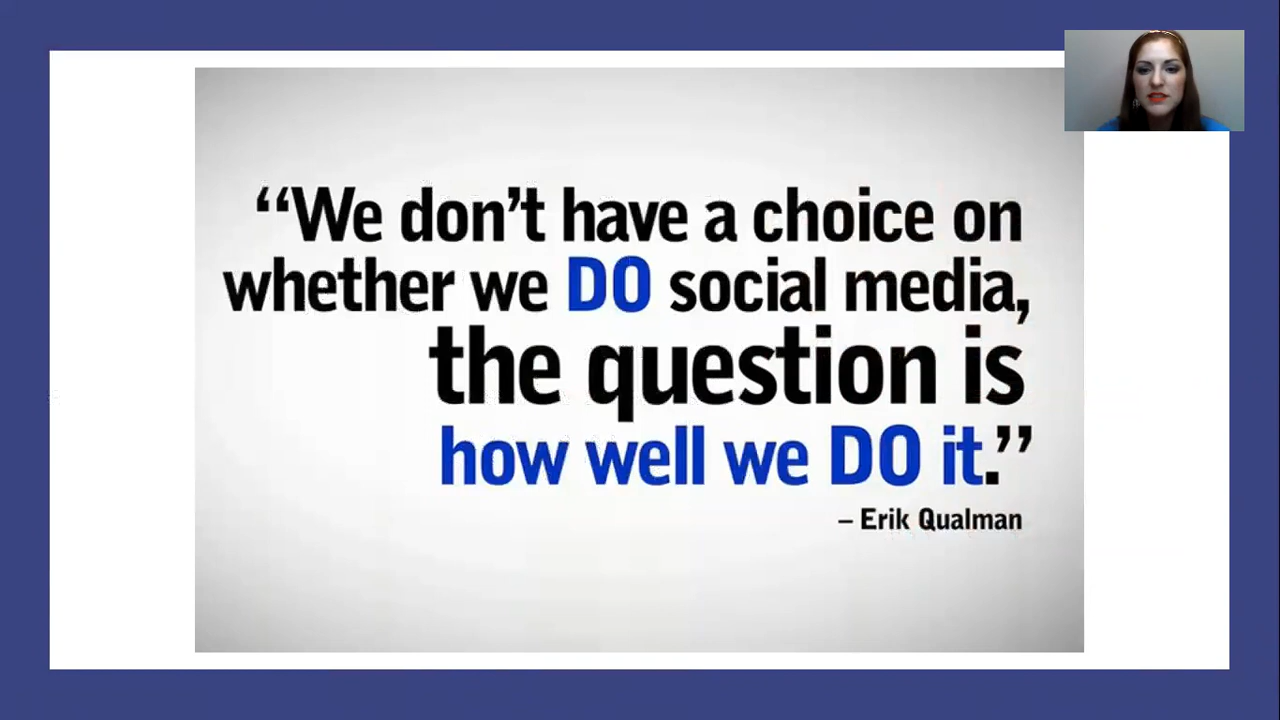 “We don’t have a choice on
whether we DO social media,
the question is
how well we DO it.”
– Erik Qualman